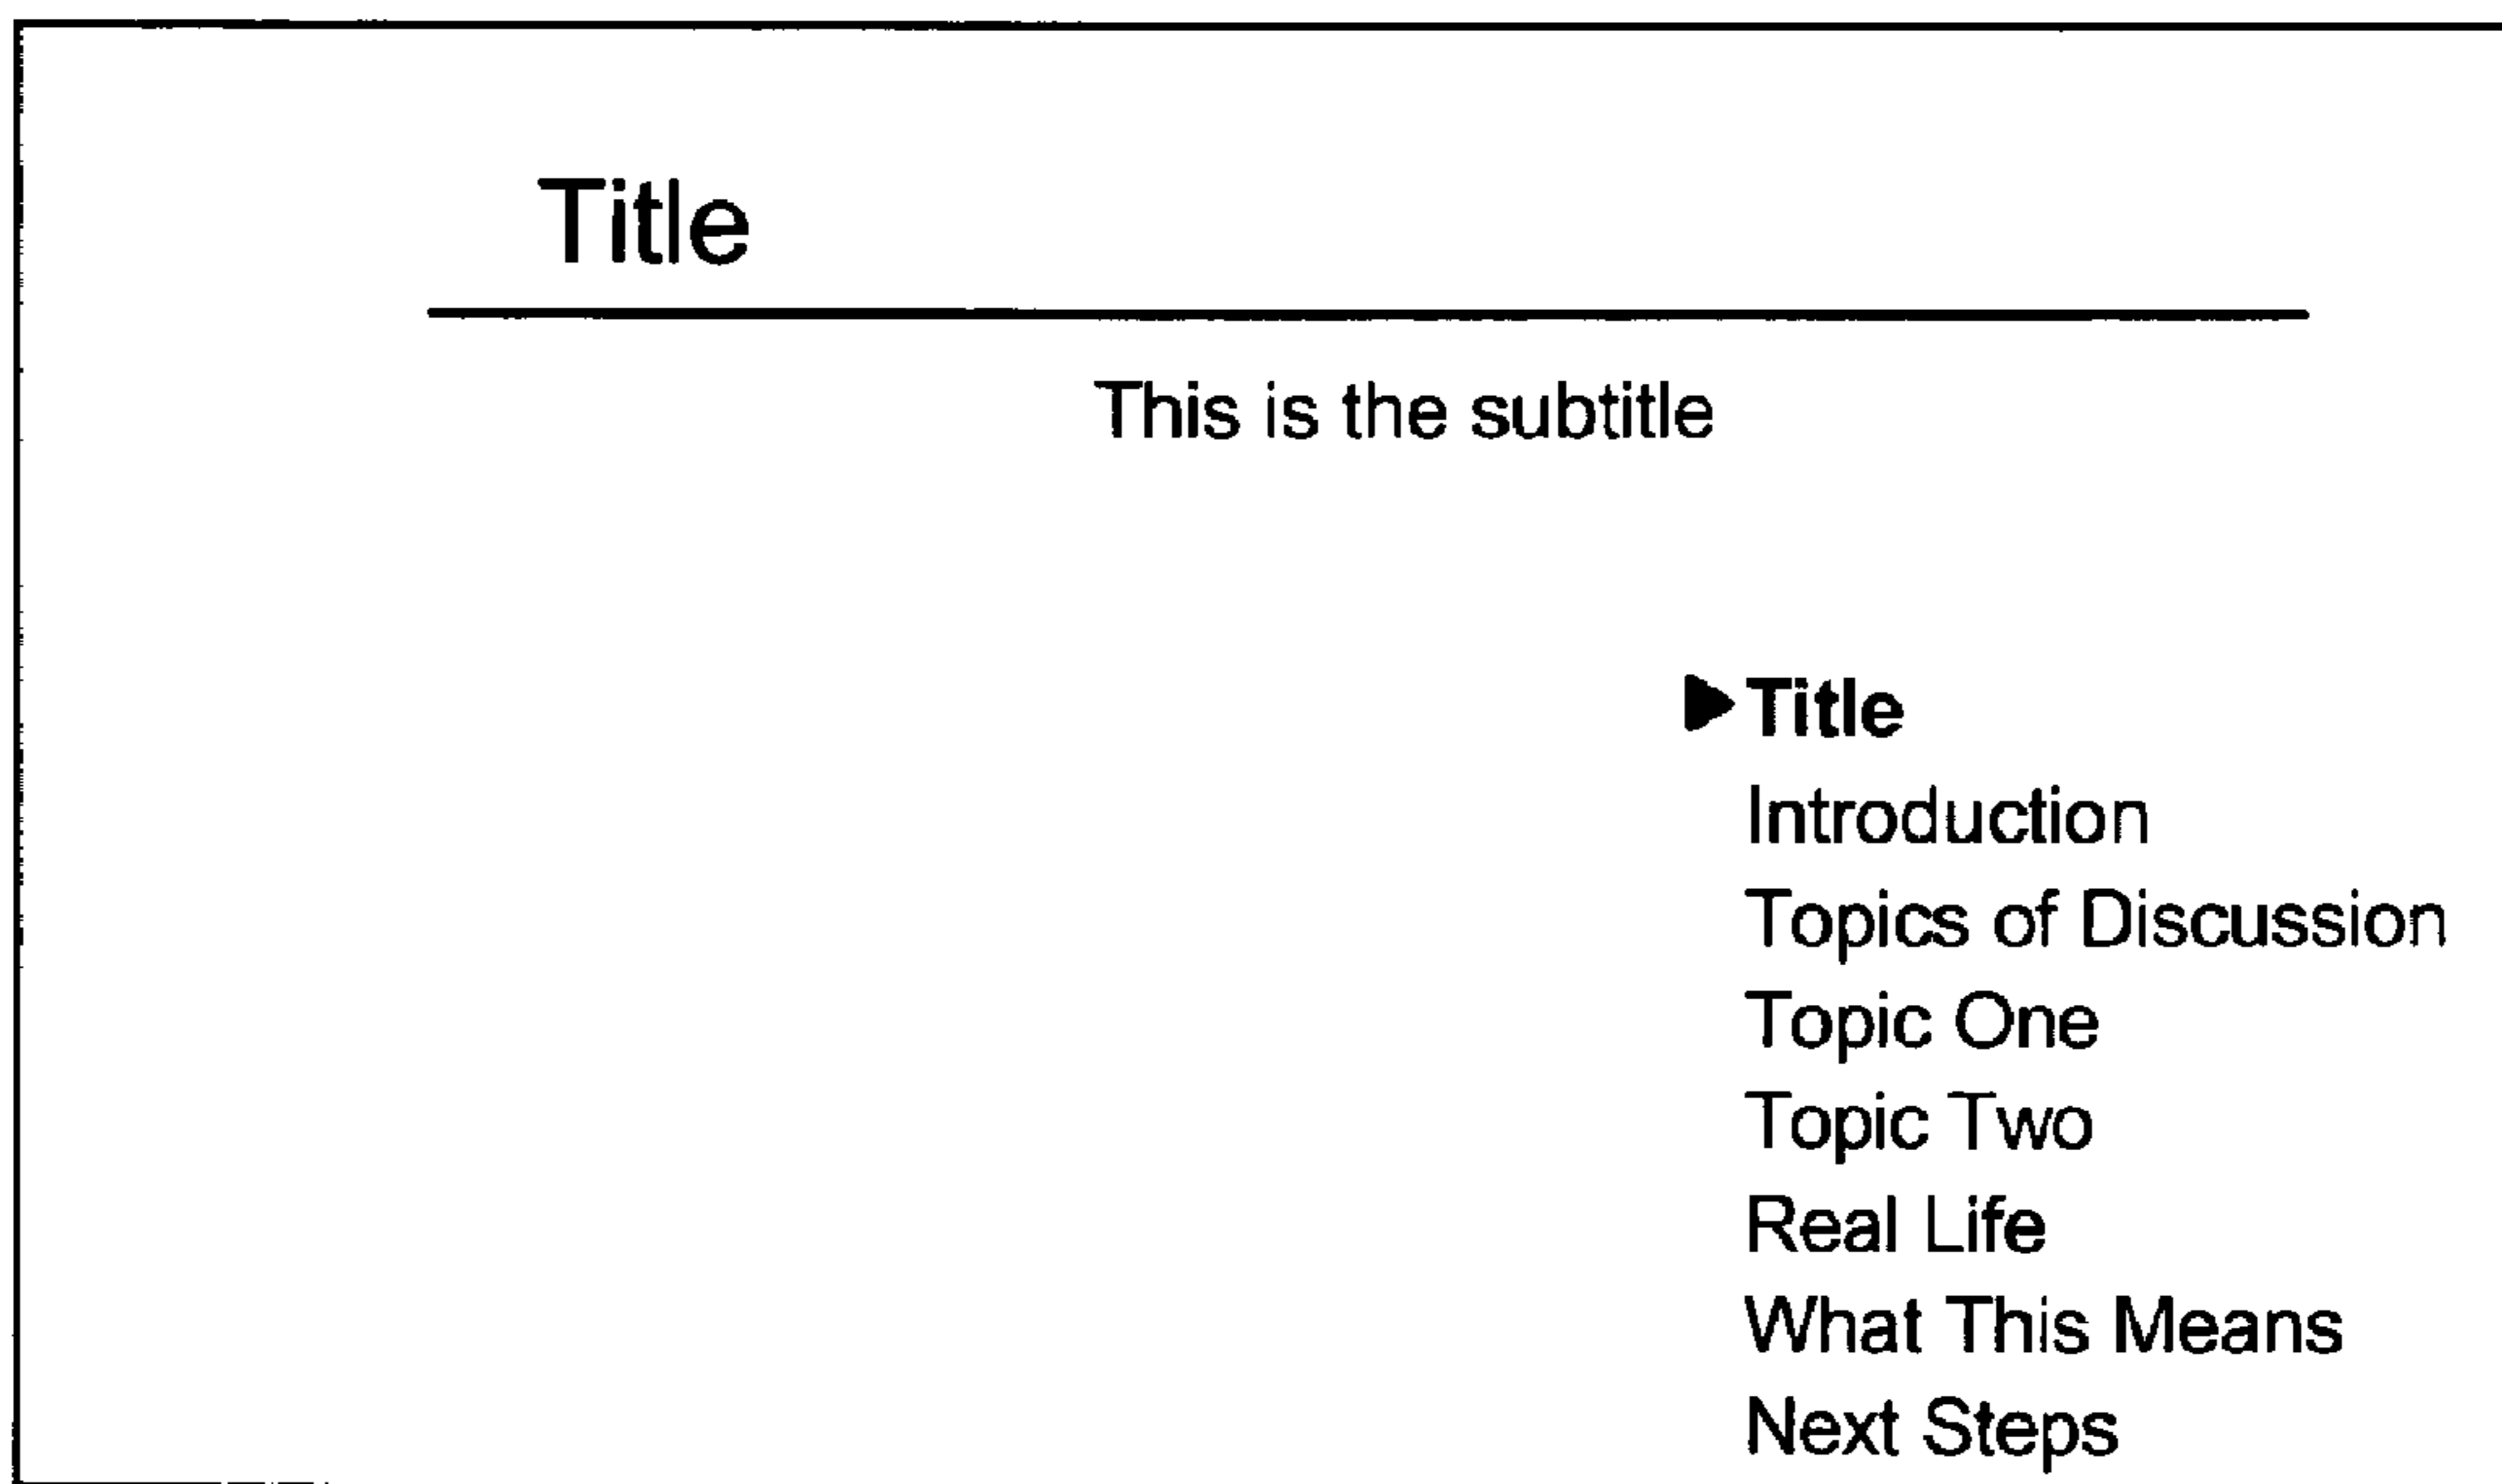 Title
This is the subtitle
Title
Introduction
Topics of Discussion
Topic One
Topic Two
Real Life
What This Means
Next Steps